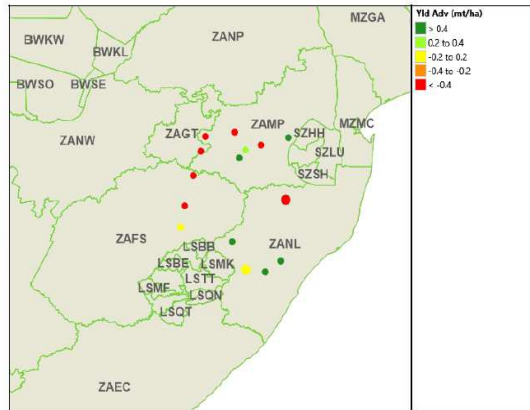 Yld Adv (mt/ha)
> 0.4
0.2 to 0.4
-0.2 to 0.2
-0.4 to -0.2
< -0.4
MZGA
ZANP
BWKW
BWKL
BWSO
BWSE
ZAMP
MZMC
ZAGT
SZHH
ZANW
SZLU
SZSH
ZAFS
LSBB
ZANL
LSBE
LSMK
LSTT
LSMF
LSQN
LSQT
ZAEC